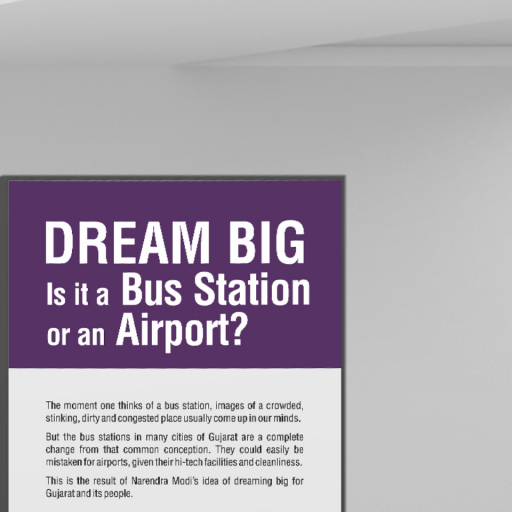 DREAM BIG
Is it a Bus Station
or an Airport?
The moment one thinks of a bus station, images of a crowded,
stinking, dirty and congested place usually come up in our minds.
But the bus stations in many cities of Gujarat are a complete
change from that common conception. They could easily be
mistaken for airports, given their hi-tech facilities and cleanliness.
This is the result of Narendra Modi's idea of dreaming big for
Gujarat and its people.